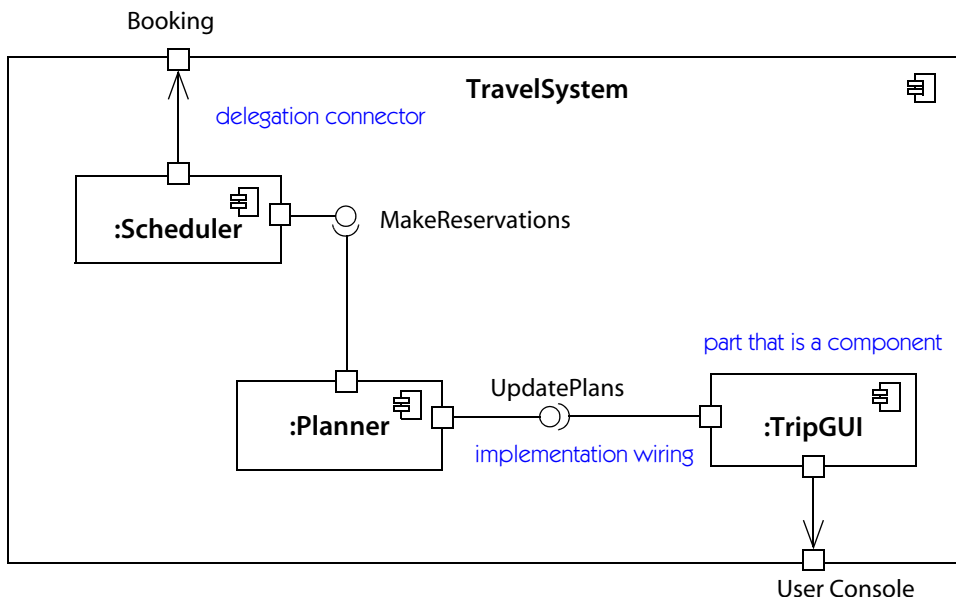 Booking
TravelSystem
delegation connector
:Scheduler
MakeReservations
part that is a component
UpdatePlans
:Planner
:TripGUI
implementation wiring
User Console